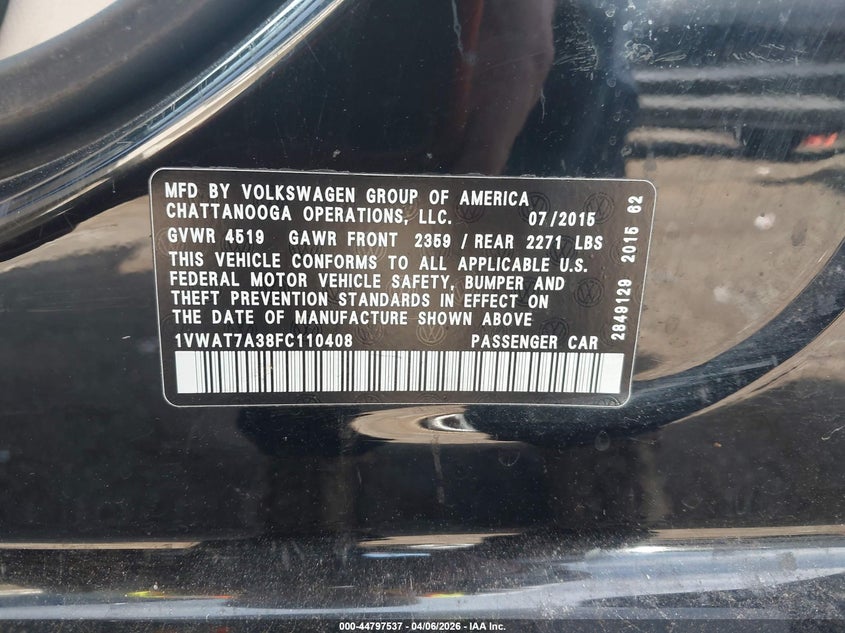 MFD BY VOLKSWAGEN GROUP OF AMERICA
CHATTANOOGA OPERATIONS, LLC. 07/2015
GVWR 4519 GAWR FRONT 2359 / REAR 2271 LBS
THIS VEHICLE CONFORMS TO ALL APPLICABLE U.S.
FEDERAL MOTOR VEHICLE SAFETY, BUMPER AND
THEFT PREVENTION STANDARDS IN EFFECT ON
THE DATE OF MANUFACTURE SHOWN ABOVE
1VWAT7A38FC110408 PASSENGER CAR
2849129 2015 62
000-44797537 - 04/06/2026 - IAA Inc.